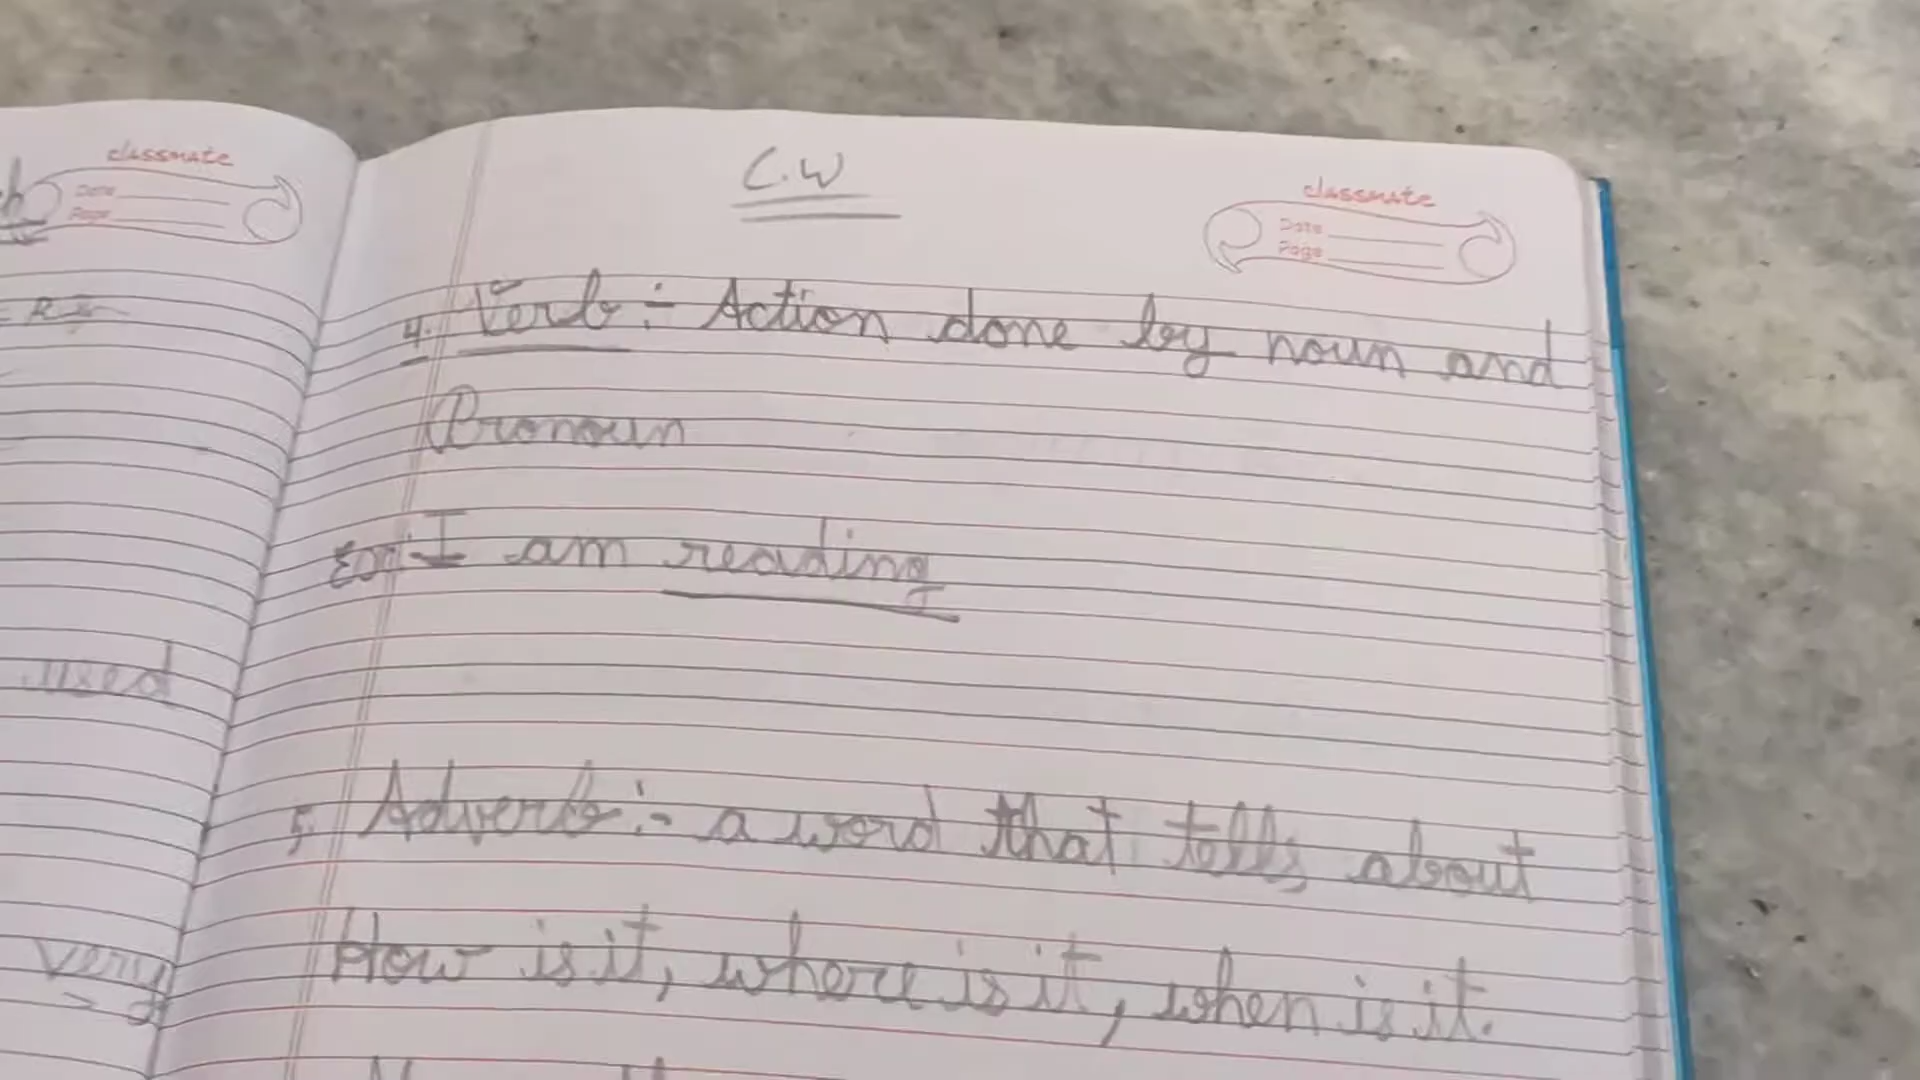 classmate
Date
Page
used
very
C.W
classmate
Date
Page
4. Verb :- Action done by noun and
Pronoun
Ex:- I am reading
5. Adverb :- a word that tells about
How is it, where is it, when is it.